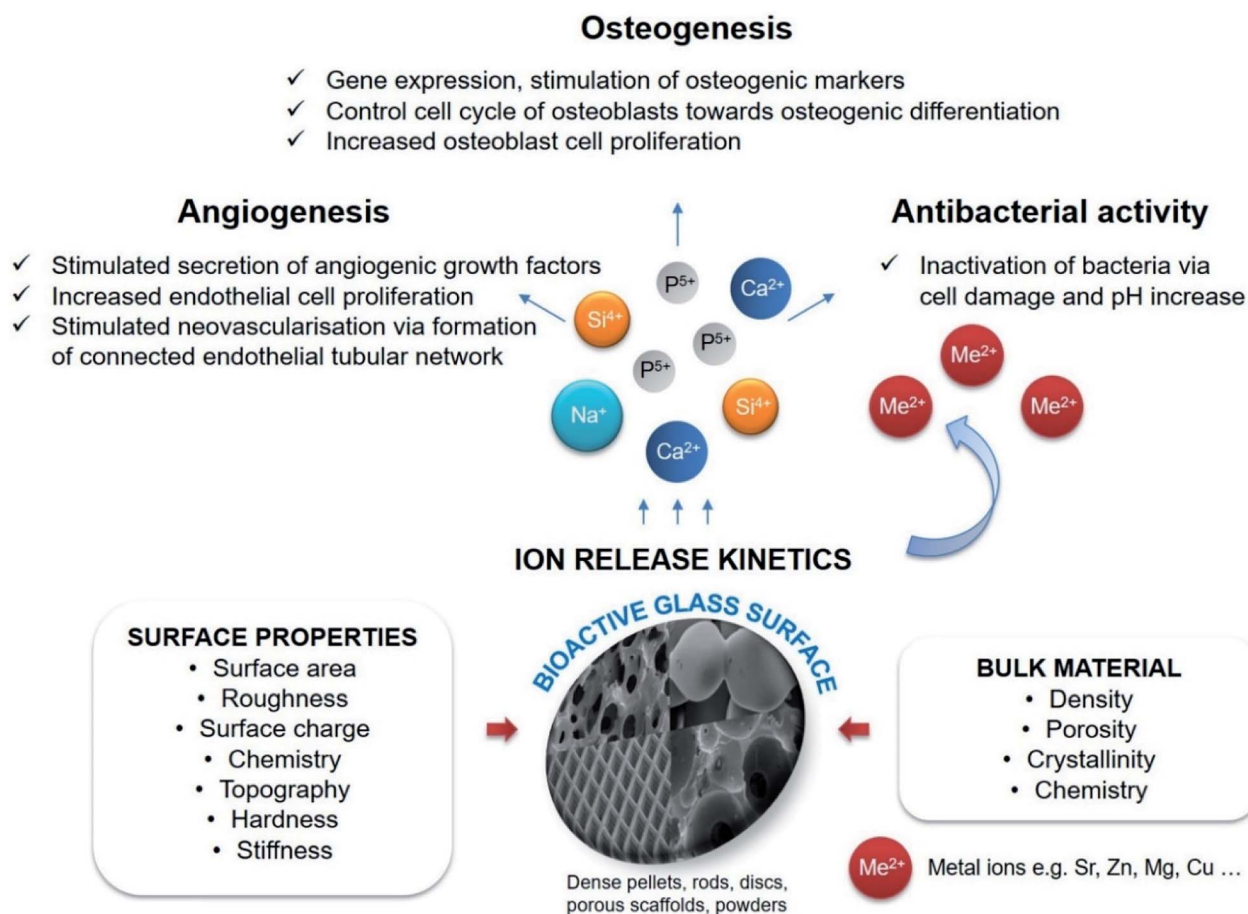 Osteogenesis
✓ Gene expression, stimulation of osteogenic markers
✓ Control cell cycle of osteoblasts towards osteogenic differentiation
✓ Increased osteoblast cell proliferation
Angiogenesis
✓ Stimulated secretion of angiogenic growth factors
✓ Increased endothelial cell proliferation
✓ Stimulated neovascularisation via formation
of connected endothelial tubular network
Antibacterial activity
✓ Inactivation of bacteria via
cell damage and pH increase
P⁵⁺
Ca²⁺
Si⁴⁺
P⁵⁺
P⁵⁺
Na⁺
Si⁴⁺
Ca²⁺
Me²⁺
Me²⁺
Me²⁺
ION RELEASE KINETICS
BIOACTIVE GLASS SURFACE
SURFACE PROPERTIES
• Surface area
• Roughness
• Surface charge
• Chemistry
• Topography
• Hardness
• Stiffness
BULK MATERIAL
• Density
• Porosity
• Crystallinity
• Chemistry
Dense pellets, rods, discs,
porous scaffolds, powders
Me²⁺ Metal ions e.g. Sr, Zn, Mg, Cu ...